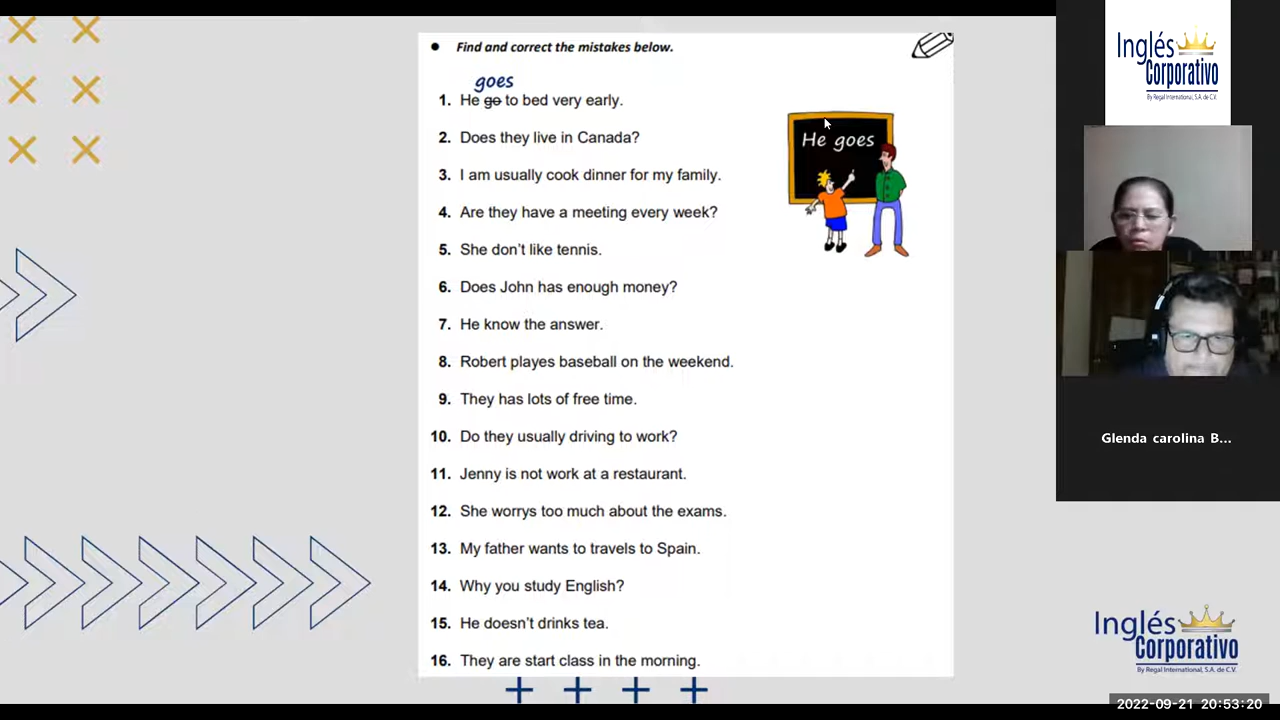 Find and correct the mistakes below.
goes
1. He go to bed very early.
2. Does they live in Canada?
3. I am usually cook dinner for my family.
4. Are they have a meeting every week?
5. She don't like tennis.
6. Does John has enough money?
7. He know the answer.
8. Robert playes baseball on the weekend.
9. They has lots of free time.
10. Do they usually driving to work?
11. Jenny is not work at a restaurant.
12. She worrys too much about the exams.
13. My father wants to travels to Spain.
14. Why you study English?
15. He doesn't drinks tea.
16. They are start class in the morning.
He goes
Inglés
Corporativo
By Regal International, S.A. de C.V.
Glenda carolina B...
Inglés
Corporativo
By Regal International, S.A. de C.V.
2022-09-21 20:53:20